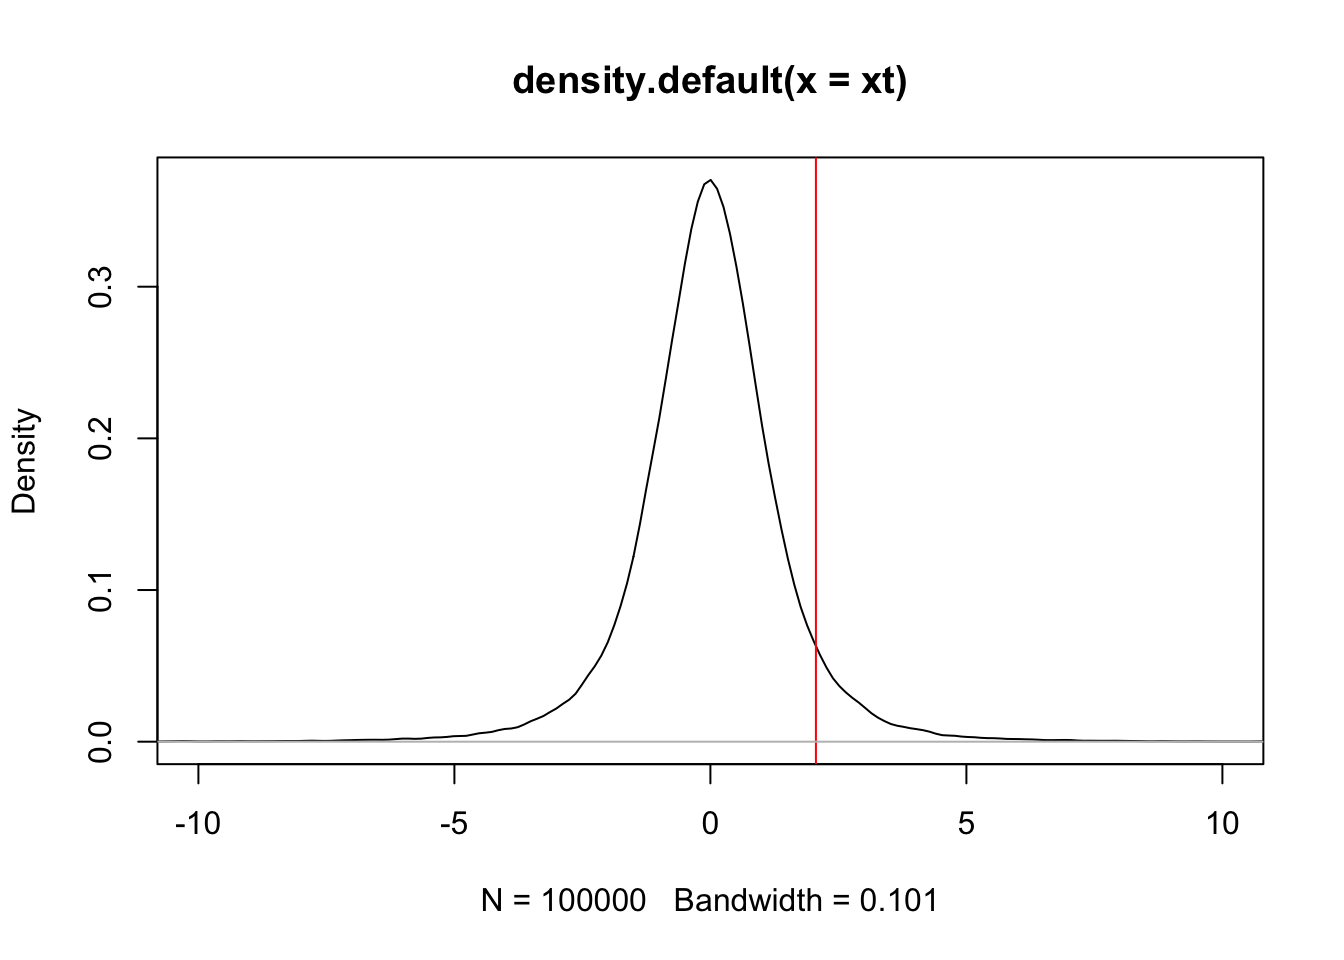 density.default(x = xt)
Density
0.3
0.2
0.1
0.0
-10 -5 0 5 10
N = 100000 Bandwidth = 0.101